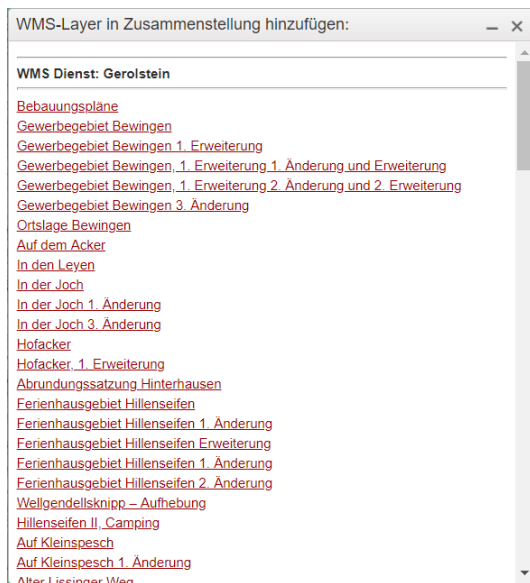 WMS-Layer in Zusammenstellung hinzufügen:
WMS Dienst: Gerolstein
Bebauungspläne
Gewerbegebiet Bewingen
Gewerbegebiet Bewingen 1. Erweiterung
Gewerbegebiet Bewingen, 1. Erweiterung 1. Änderung und Erweiterung
Gewerbegebiet Bewingen, 1. Erweiterung 2. Änderung und 2. Erweiterung
Gewerbegebiet Bewingen 3. Änderung
Ortslage Bewingen
Auf dem Acker
In den Leyen
In der Joch
In der Joch 1. Änderung
In der Joch 3. Änderung
Hofacker
Hofacker, 1. Erweiterung
Abrundungssatzung Hinterhausen
Ferienhausgebiet Hillenseifen
Ferienhausgebiet Hillenseifen 1. Änderung
Ferienhausgebiet Hillenseifen Erweiterung
Ferienhausgebiet Hillenseifen 1. Änderung
Ferienhausgebiet Hillenseifen 2. Änderung
Wellgendellsknipp – Aufhebung
Hillenseifen II, Camping
Auf Kleinspesch
Auf Kleinspesch 1. Änderung
Alter Lissinger Weg